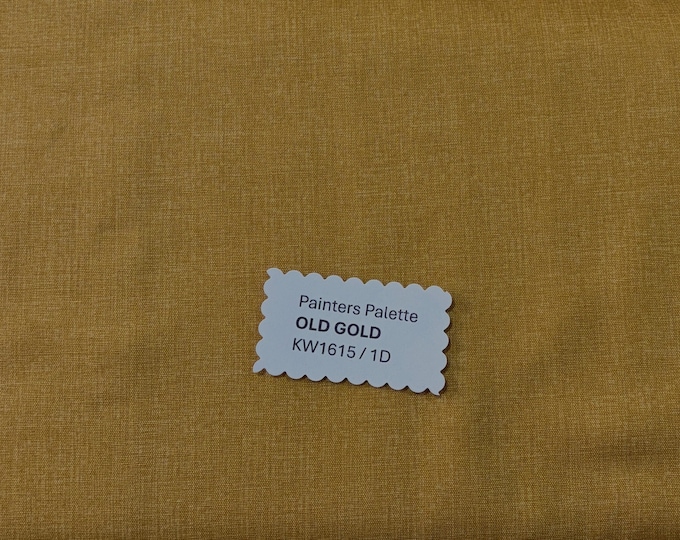 Painters Palette
OLD GOLD
KW1615 / 1D